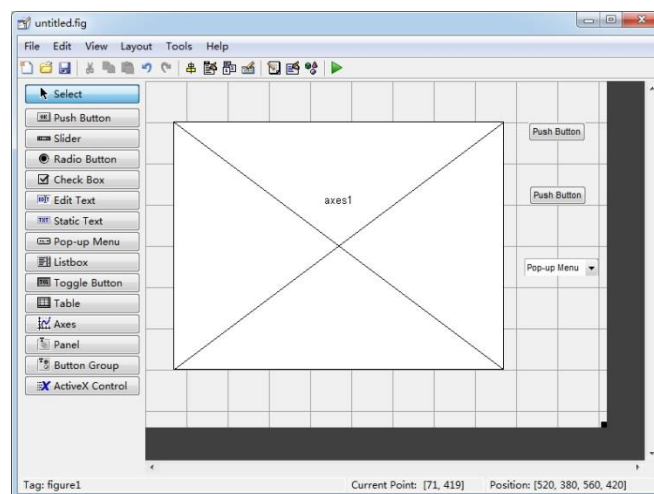 untitled.fig
File Edit View Layout Tools Help
Select
Push Button
Slider
Radio Button
Check Box
Edit Text
Static Text
Pop-up Menu
Listbox
Toggle Button
Table
Axes
Panel
Button Group
ActiveX Control
axes1
Push Button
Push Button
Pop-up Menu
Tag: figure1 Current Point: [71, 419] Position: [520, 380, 560, 420]